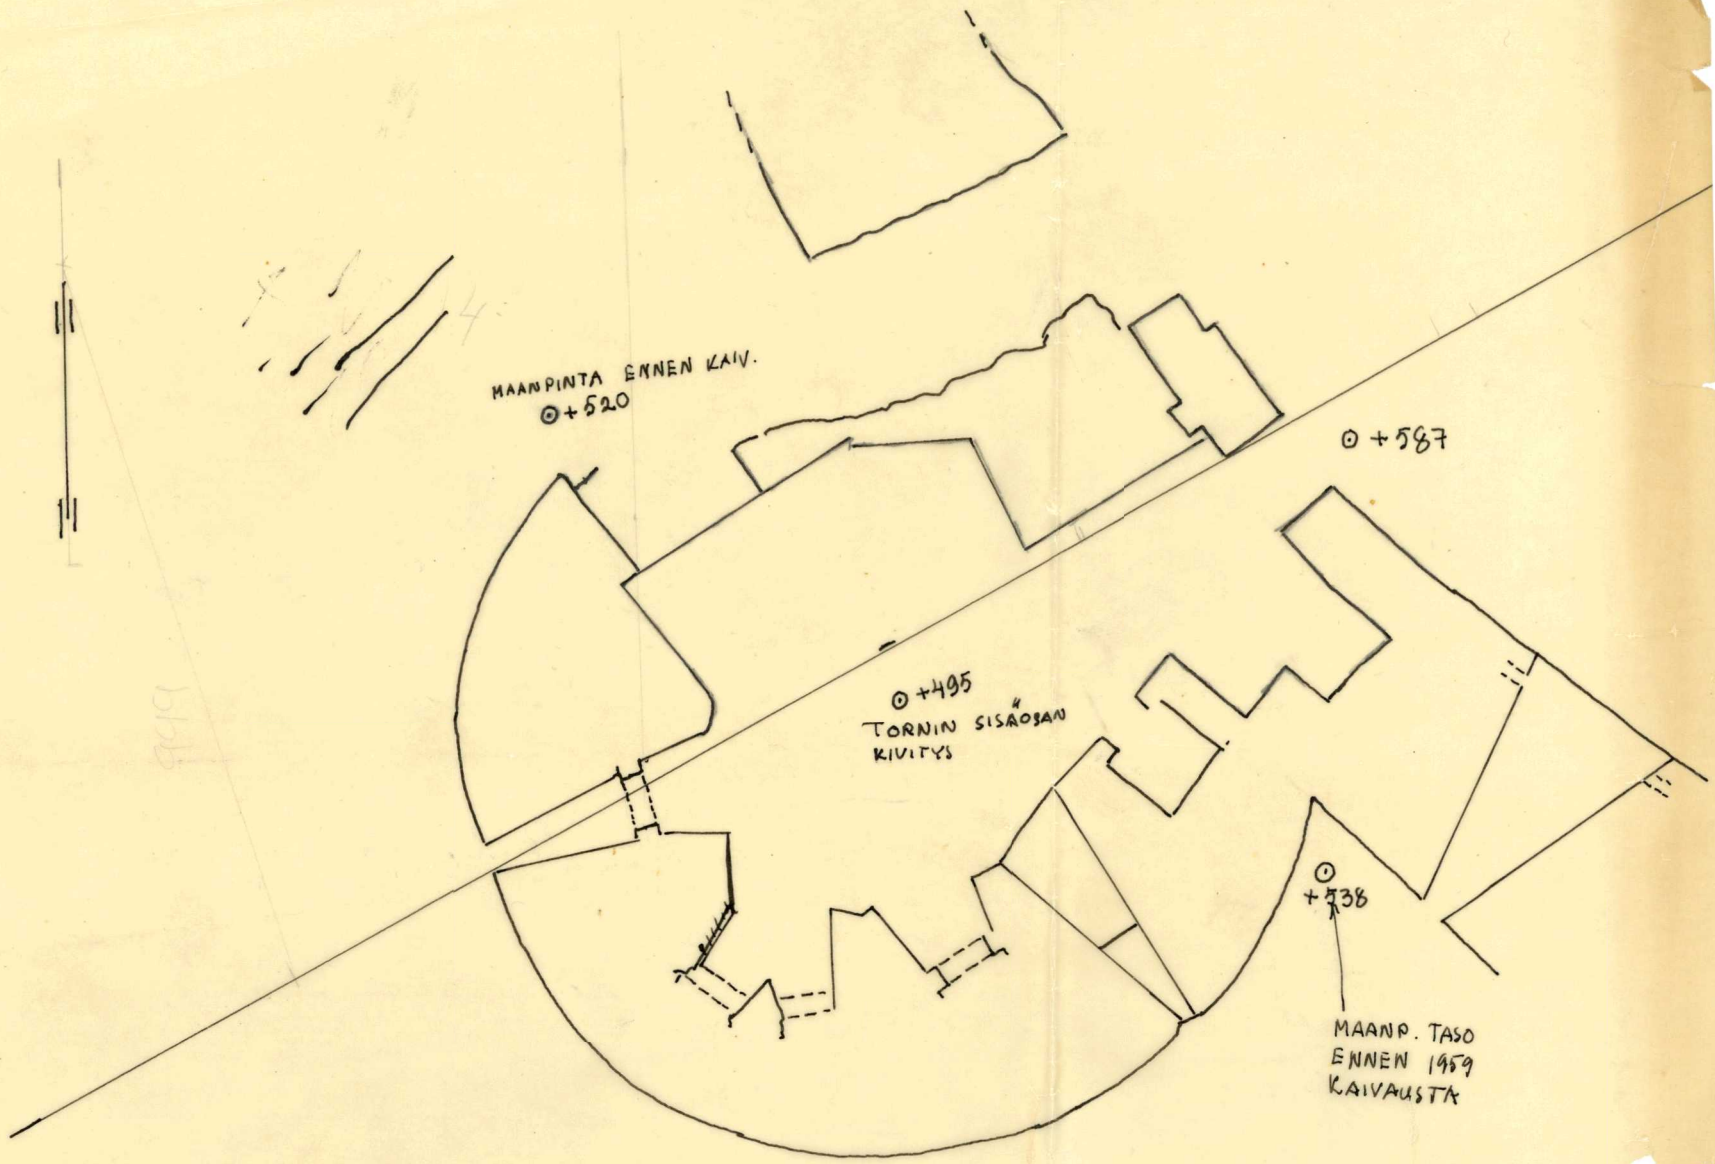 MAANPINTA ENNEN KAIV.
+520
+587
+495
TORNIN SISÄOSAN
KIVITYS
+538
MAANP. TASO
ENNEN 1959
KAIVAUSTA